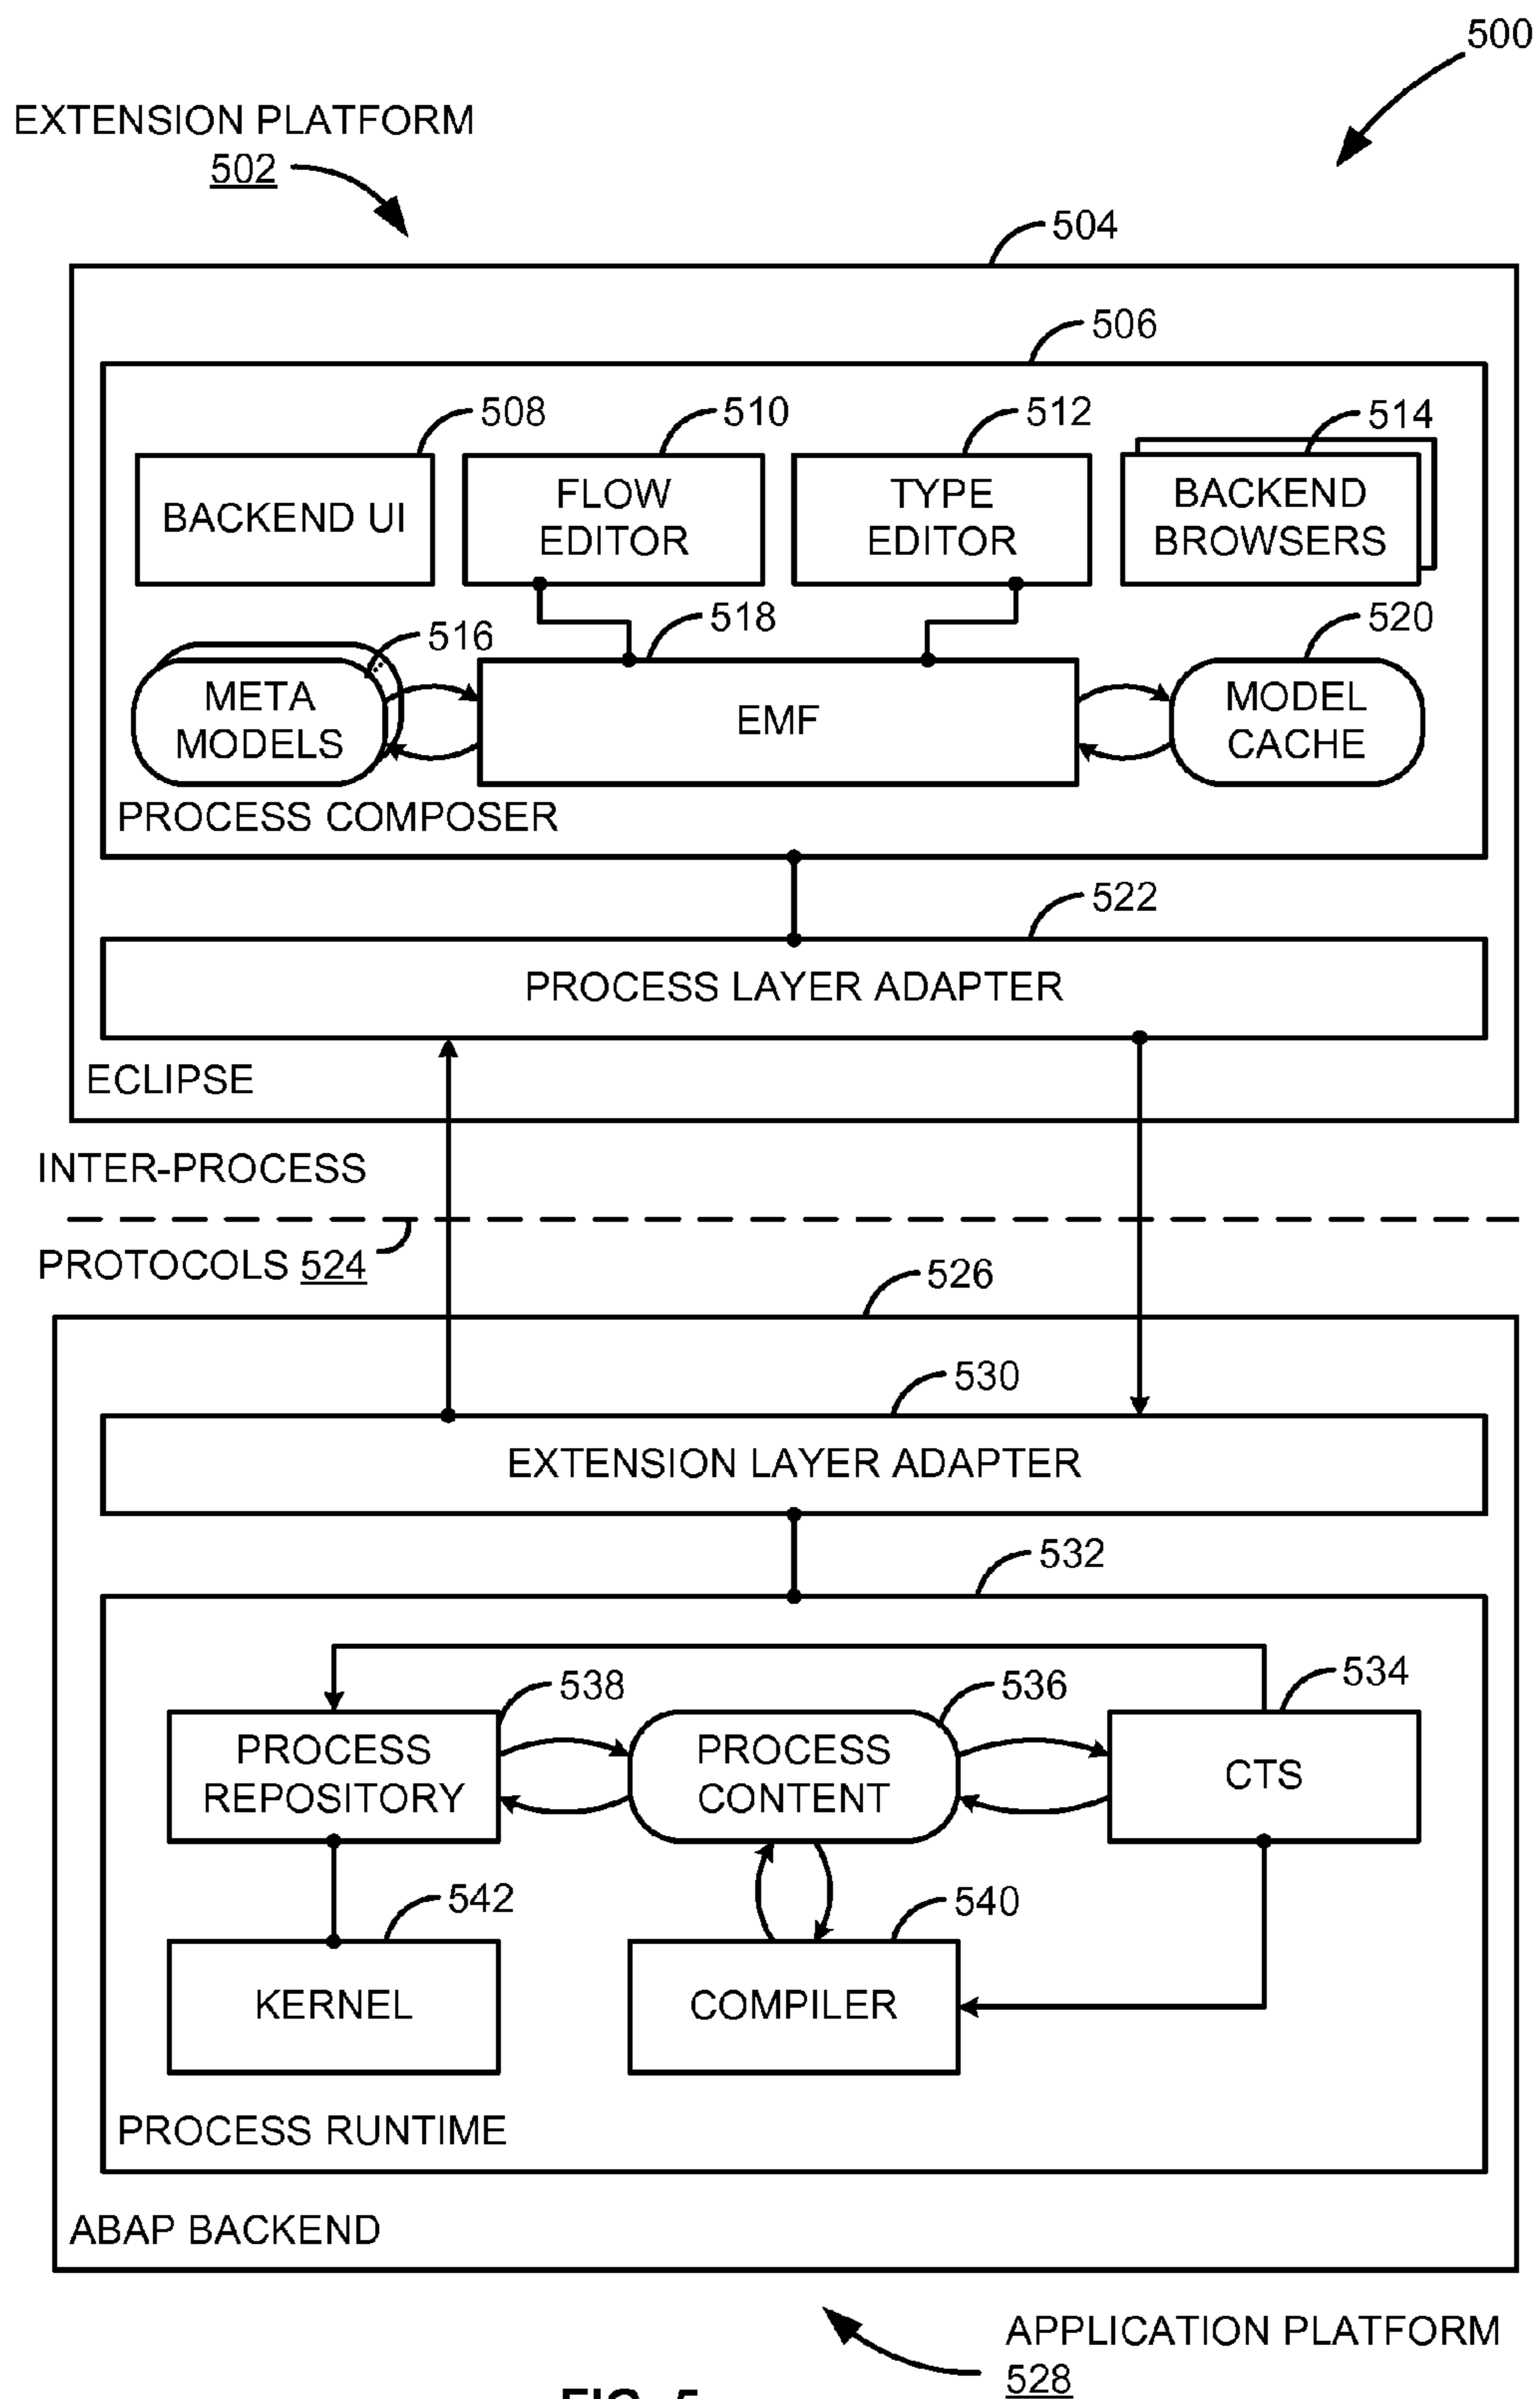 500
EXTENSION PLATFORM
502
504
506
508
510
512
514
BACKEND UI
FLOW
EDITOR
TYPE
EDITOR
BACKEND
BROWSERS
516
518
520
META
MODELS
EMF
MODEL
CACHE
PROCESS COMPOSER
522
PROCESS LAYER ADAPTER
ECLIPSE
INTER-PROCESS
PROTOCOLS 524
526
530
EXTENSION LAYER ADAPTER
532
538
536
534
PROCESS
REPOSITORY
PROCESS
CONTENT
CTS
542
540
KERNEL
COMPILER
PROCESS RUNTIME
ABAP BACKEND
APPLICATION PLATFORM
528
FIG. 5